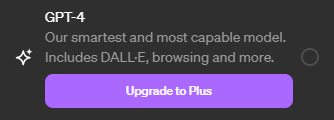 GPT-4
Our smartest and most capable model.
Includes DALL·E, browsing and more.
Upgrade to Plus